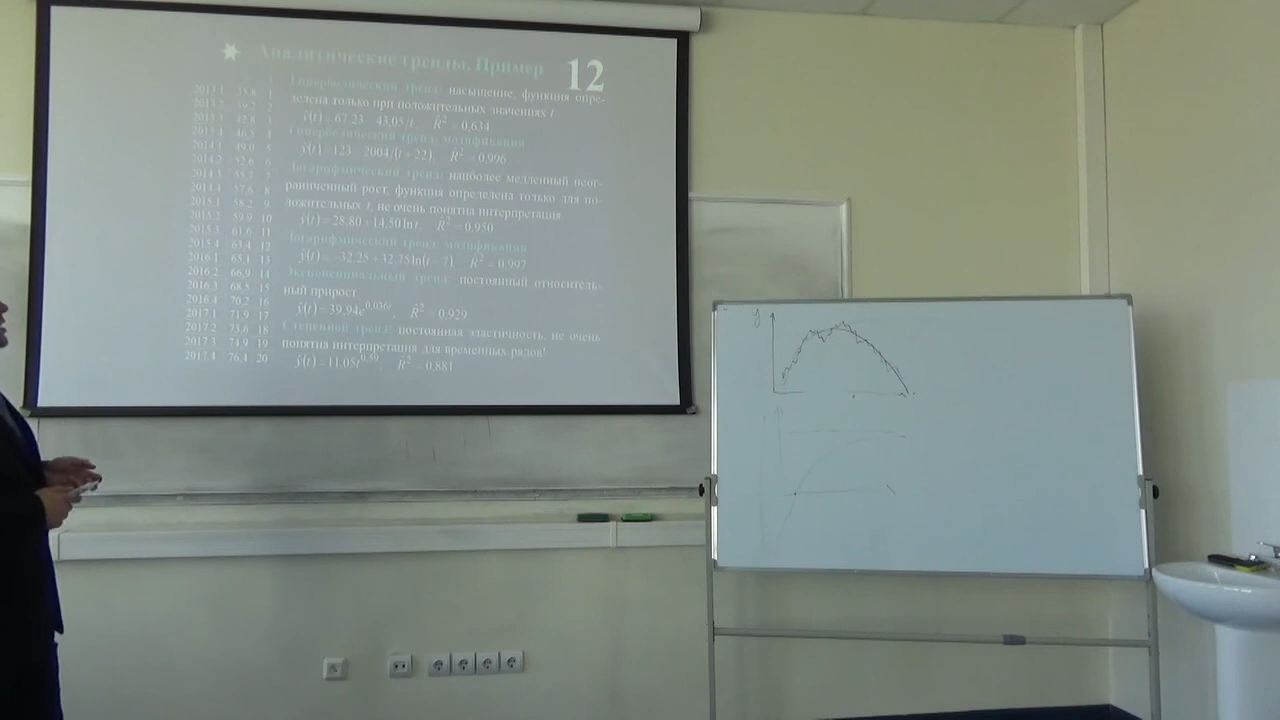 Аналитические тренды. Пример
12
2013.1 35.8 1
2013.2 39.2 2
2013.3 42.8 3
2013.4 46.5 4
2014.1 49.0 5
2014.2 52.6 6
2014.3 55.7 7
2014.4 57.6 8
2015.1 58.2 9
2015.2 59.9 10
2015.3 61.6 11
2015.4 63.4 12
2016.1 65.1 13
2016.2 66.9 14
2016.3 68.5 15
2016.4 70.2 16
2017.1 71.9 17
2017.2 73.6 18
2017.3 74.9 19
2017.4 76.4 20
Гиперболический тренд: насыщение, функция опре-
делена только при положительных значениях t
ŷ(t) = 67.23 43.05/t R̂² = 0.634
Гиперболический тренд: модификация
ŷ(t) = 123 2004/(t + 22) R̂² = 0.996
Логарифмический тренд: наиболее медленный неог-
раниченный рост, функция определена только для по-
ложительных t, не очень понятна интерпретация
ŷ(t) = 28.80 + 14.50 ln t R̂² = 0.950
Логарифмический тренд: модификация
ŷ(t) = −32.25 + 32.75 ln(t − 7) R̂² = 0.997
Экспоненциальный тренд: постоянный относитель-
ный прирост
ŷ(t) = 39,94e^0.036t, R̂² = 0.929
Степенной тренд: постоянная эластичность, не очень
понятна интерпретация для временных рядов!
ŷ(t) = 11.05t^0.59, R̂² = 0.881
y